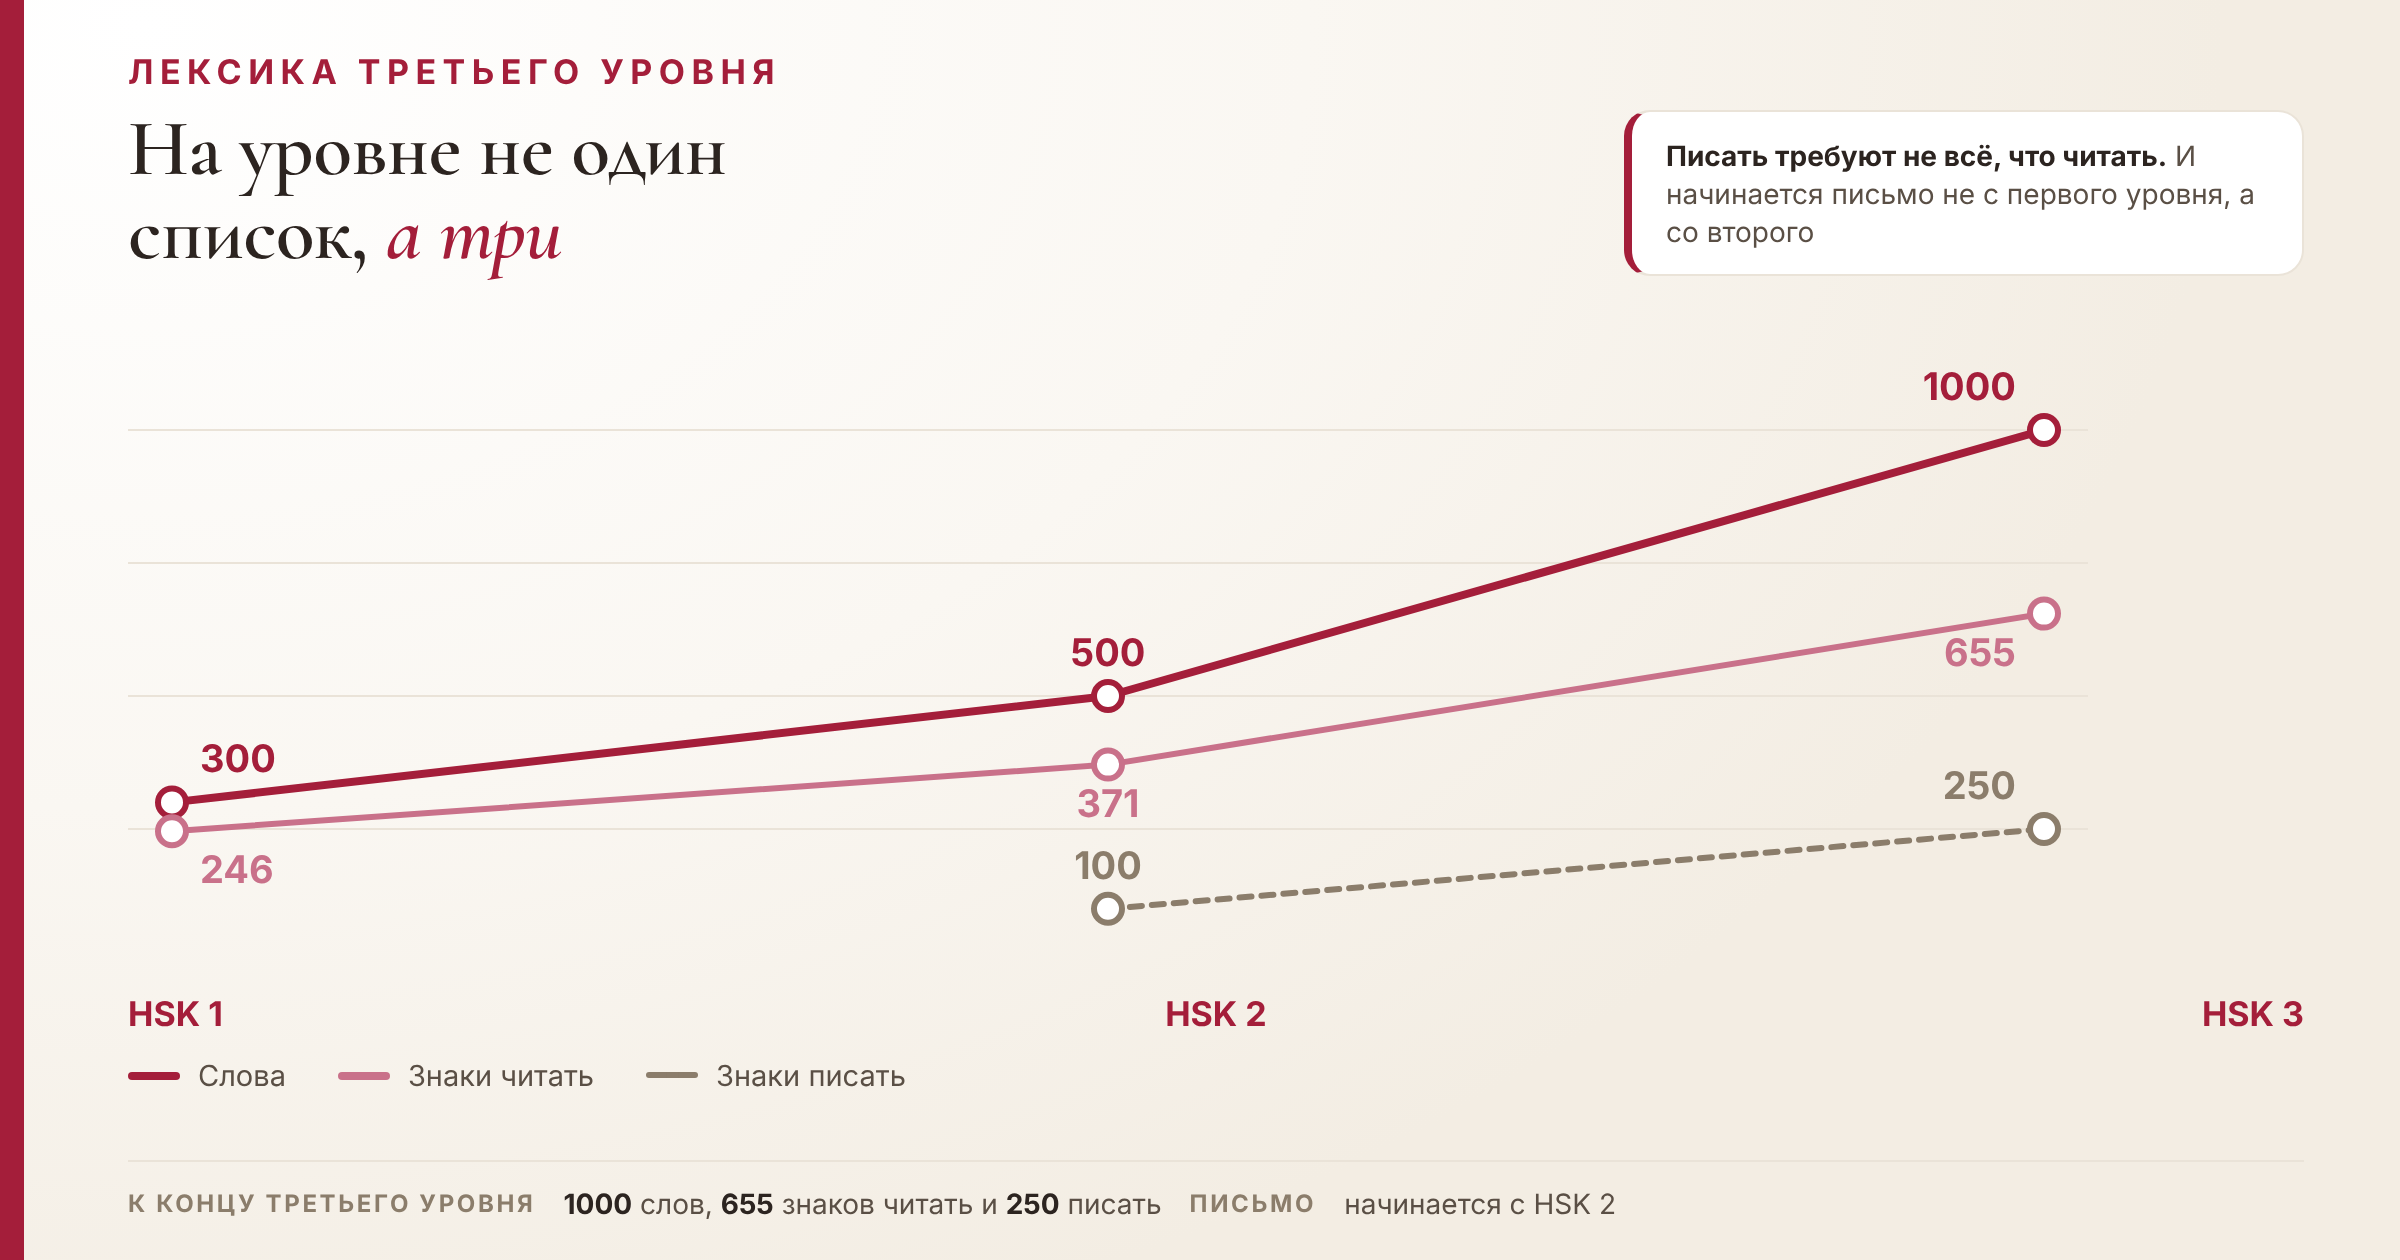 ЛЕКСИКА ТРЕТЬЕГО УРОВНЯ
На уровне не один
список, а три
Писать требуют не всё, что читать. И
начинается письмо не с первого уровня, а
со второго
1000
655
500
250
300
371
246
100
HSK 1
HSK 2
HSK 3
Слова
Знаки читать
Знаки писать
К КОНЦУ ТРЕТЬЕГО УРОВНЯ 1000 слов, 655 знаков читать и 250 писать ПИСЬМО начинается с HSK 2